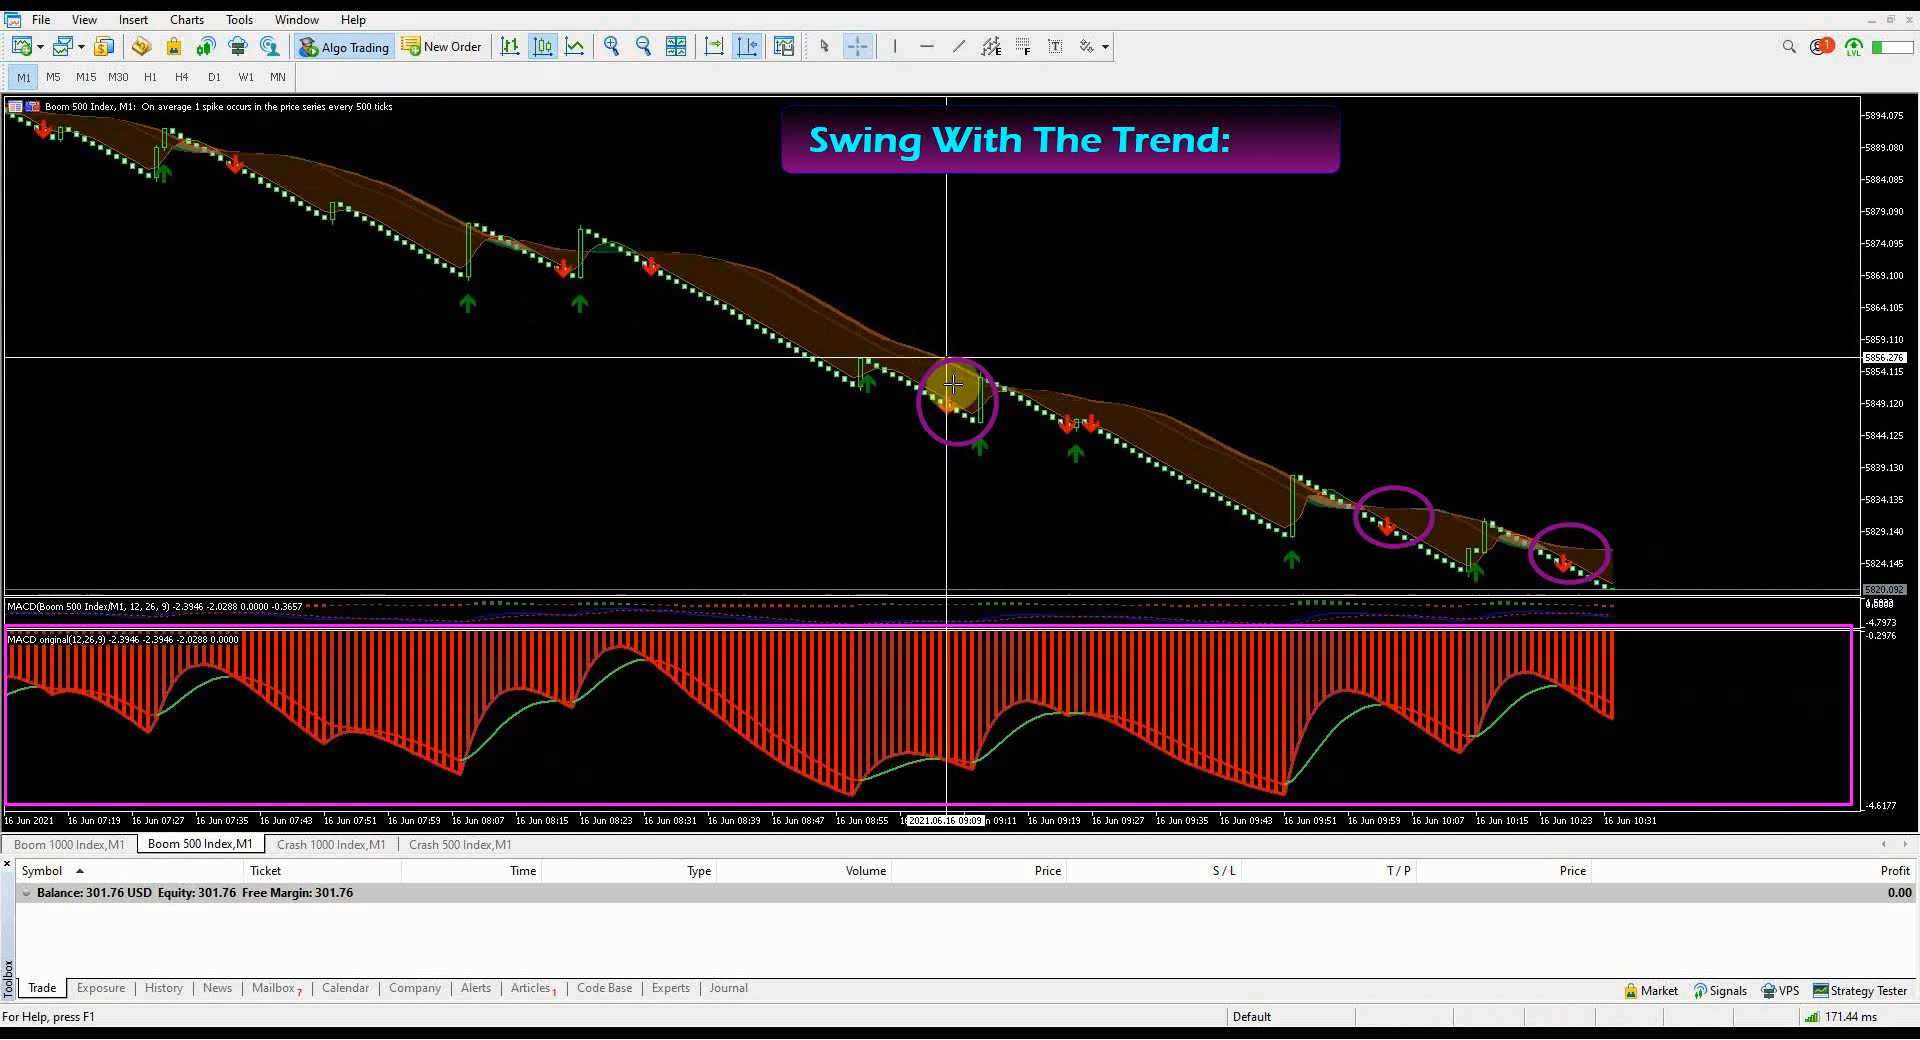 File View Insert Charts Tools Window Help
Algo Trading New Order
1
LVL
M1 M5 M15 M30 H1 H4 D1 W1 MN
Boom 500 Index, M1: On average 1 spike occurs in the price series every 500 ticks
Swing With The Trend:
5894.075
5889.080
5884.085
5879.090
5874.095
5869.100
5864.105
5859.110
5856.276
5854.115
5849.120
5844.125
5839.130
5834.135
5829.140
5824.145
5820.092
MACD(Boom 500 Index/M1, 12, 26, 9) -2.3946 -2.0288 0.0000 -0.3657
-4.7973
MACD original(12,26,9) -2.3946 -2.3946 -2.0288 0.0000
-0.2976
-4.6177
16 Jun 2021 16 Jun 07:19 16 Jun 07:27 16 Jun 07:35 16 Jun 07:43 16 Jun 07:51 16 Jun 07:59 16 Jun 08:07 16 Jun 08:15 16 Jun 08:23 16 Jun 08:31 16 Jun 08:39 16 Jun 08:47 16 Jun 08:55 2021.06.16 09:09 n 09:11 16 Jun 09:19 16 Jun 09:27 16 Jun 09:35 16 Jun 09:43 16 Jun 09:51 16 Jun 09:59 16 Jun 10:07 16 Jun 10:15 16 Jun 10:23 16 Jun 10:31
Boom 1000 Index,M1 Boom 500 Index,M1 Crash 1000 Index,M1 Crash 500 Index,M1
Symbol Ticket Time Type Volume Price S / L T / P Price Profit
Balance: 301.76 USD Equity: 301.76 Free Margin: 301.76 0.00
Toolbox
Trade Exposure History News Mailbox 7 Calendar Company Alerts Articles 1 Code Base Experts Journal
Market Signals VPS Strategy Tester
For Help, press F1 Default 171.44 ms